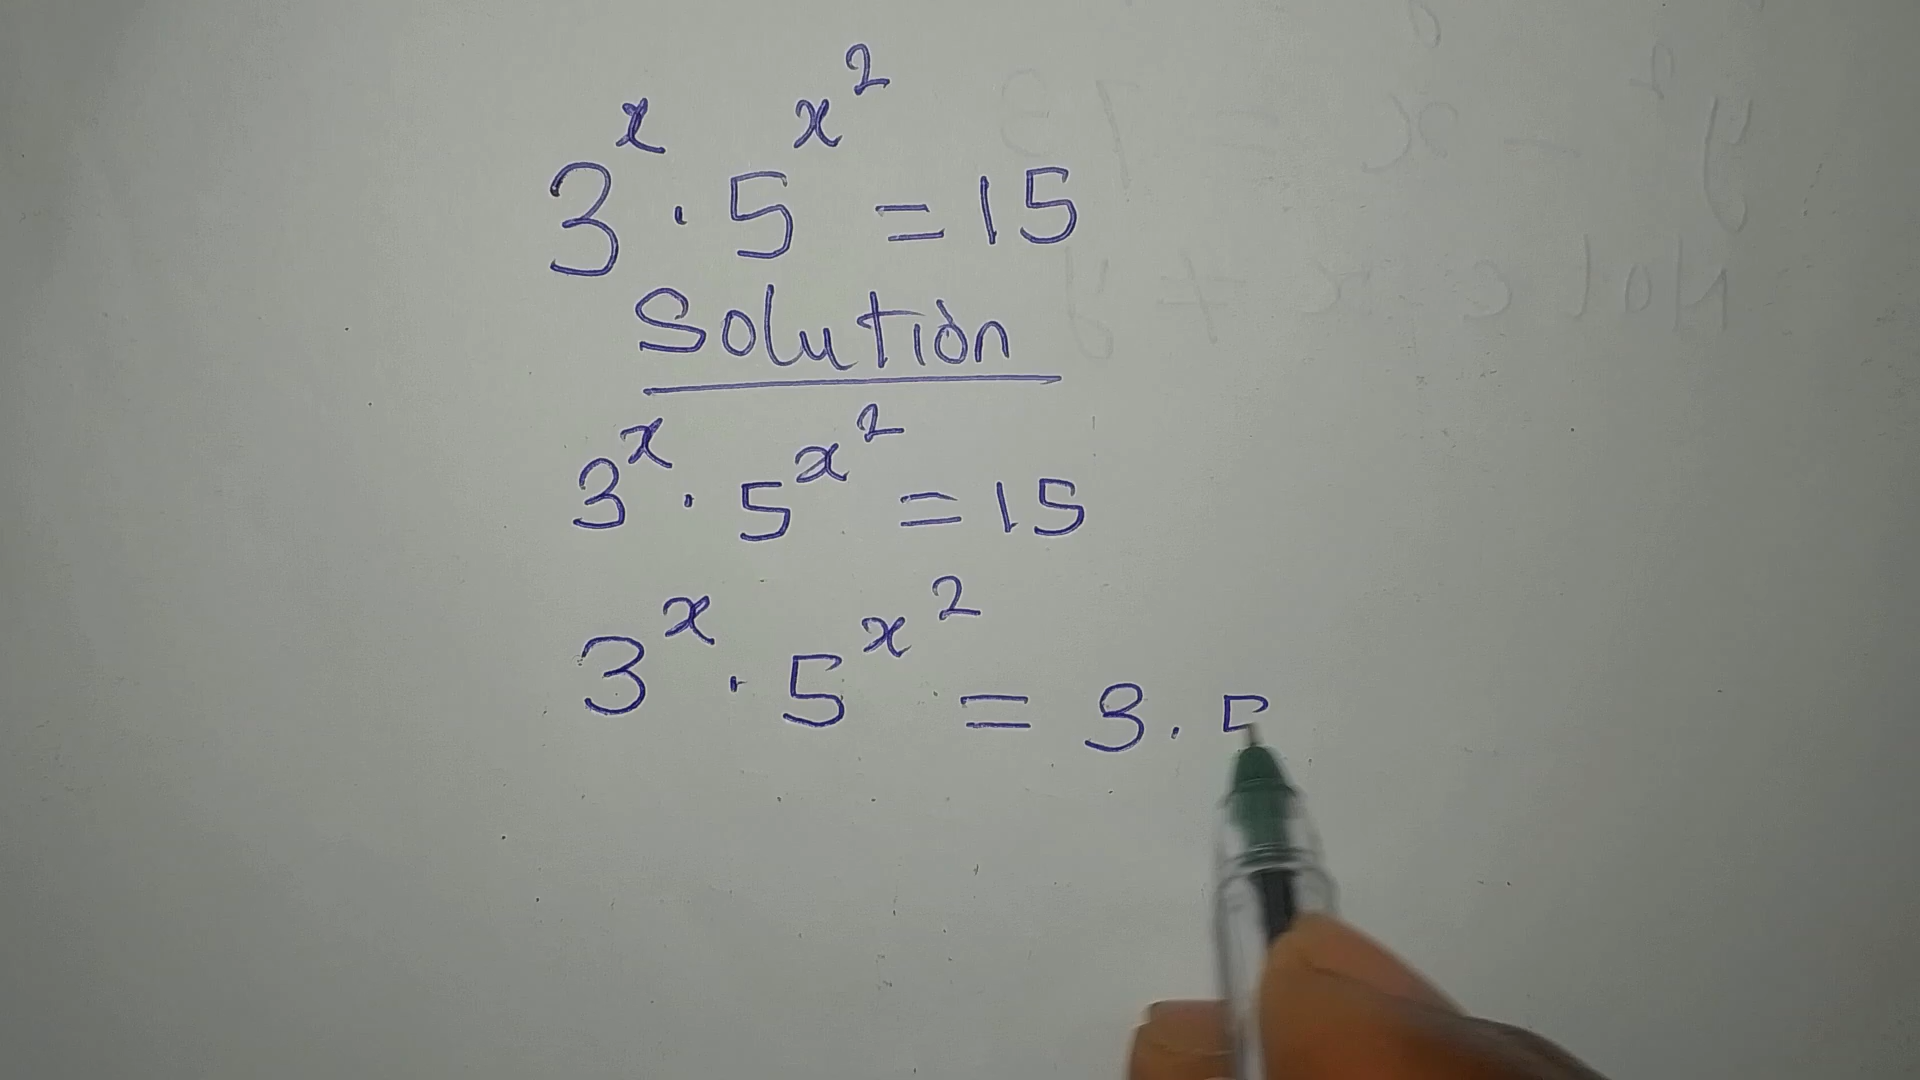 3^x · 5^x^2 = 15
Solution
3^x · 5^x^2 = 15
3^x · 5^x^2 = 3 . 5